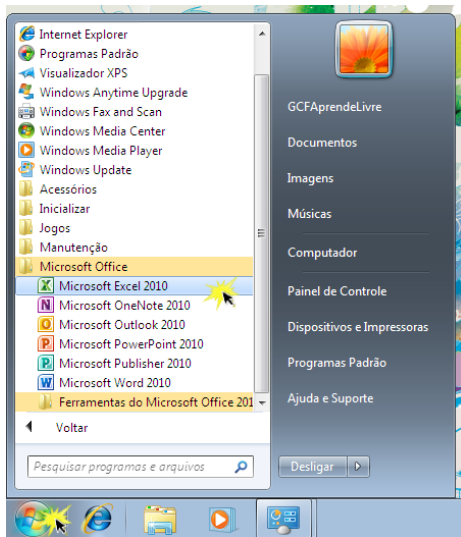 Internet Explorer
Programas Padrão
Visualizador XPS
Windows Anytime Upgrade
Windows Fax and Scan
Windows Media Center
Windows Media Player
Windows Update
Acessórios
Inicializar
Jogos
Manutenção
Microsoft Office
Microsoft Excel 2010
Microsoft OneNote 2010
Microsoft Outlook 2010
Microsoft PowerPoint 2010
Microsoft Publisher 2010
Microsoft Word 2010
Ferramentas do Microsoft Office 201
Voltar
Pesquisar programas e arquivos
GCFAprendeLivre
Documentos
Imagens
Músicas
Computador
Painel de Controle
Dispositivos e Impressoras
Programas Padrão
Ajuda e Suporte
Desligar